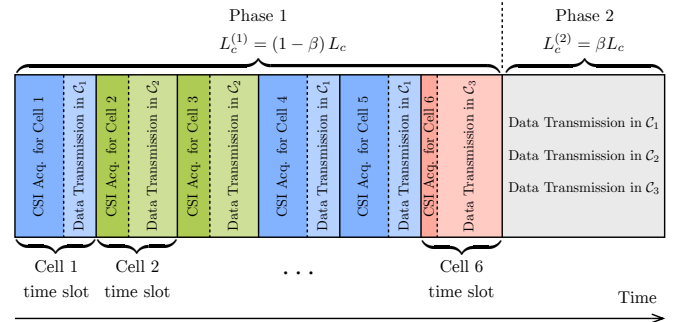 Phase 1
Phase 2
L_c^{(1)} = (1 − β) L_c
L_c^{(2)} = βL_c
CSI Acq. for Cell 1
Data Transmission in 𝒞_1
CSI Acq. for Cell 2
Data Transmission in 𝒞_2
CSI Acq. for Cell 3
Data Transmission in 𝒞_2
CSI Acq. for Cell 4
Data Transmission in 𝒞_1
CSI Acq. for Cell 5
Data Transmission in 𝒞_1
CSI Acq. for Cell 6
Data Transmission in 𝒞_3
Data Transmission in 𝒞_1
Data Transmission in 𝒞_2
Data Transmission in 𝒞_3
Cell 1
time slot
Cell 2
time slot
...
Cell 6
time slot
Time